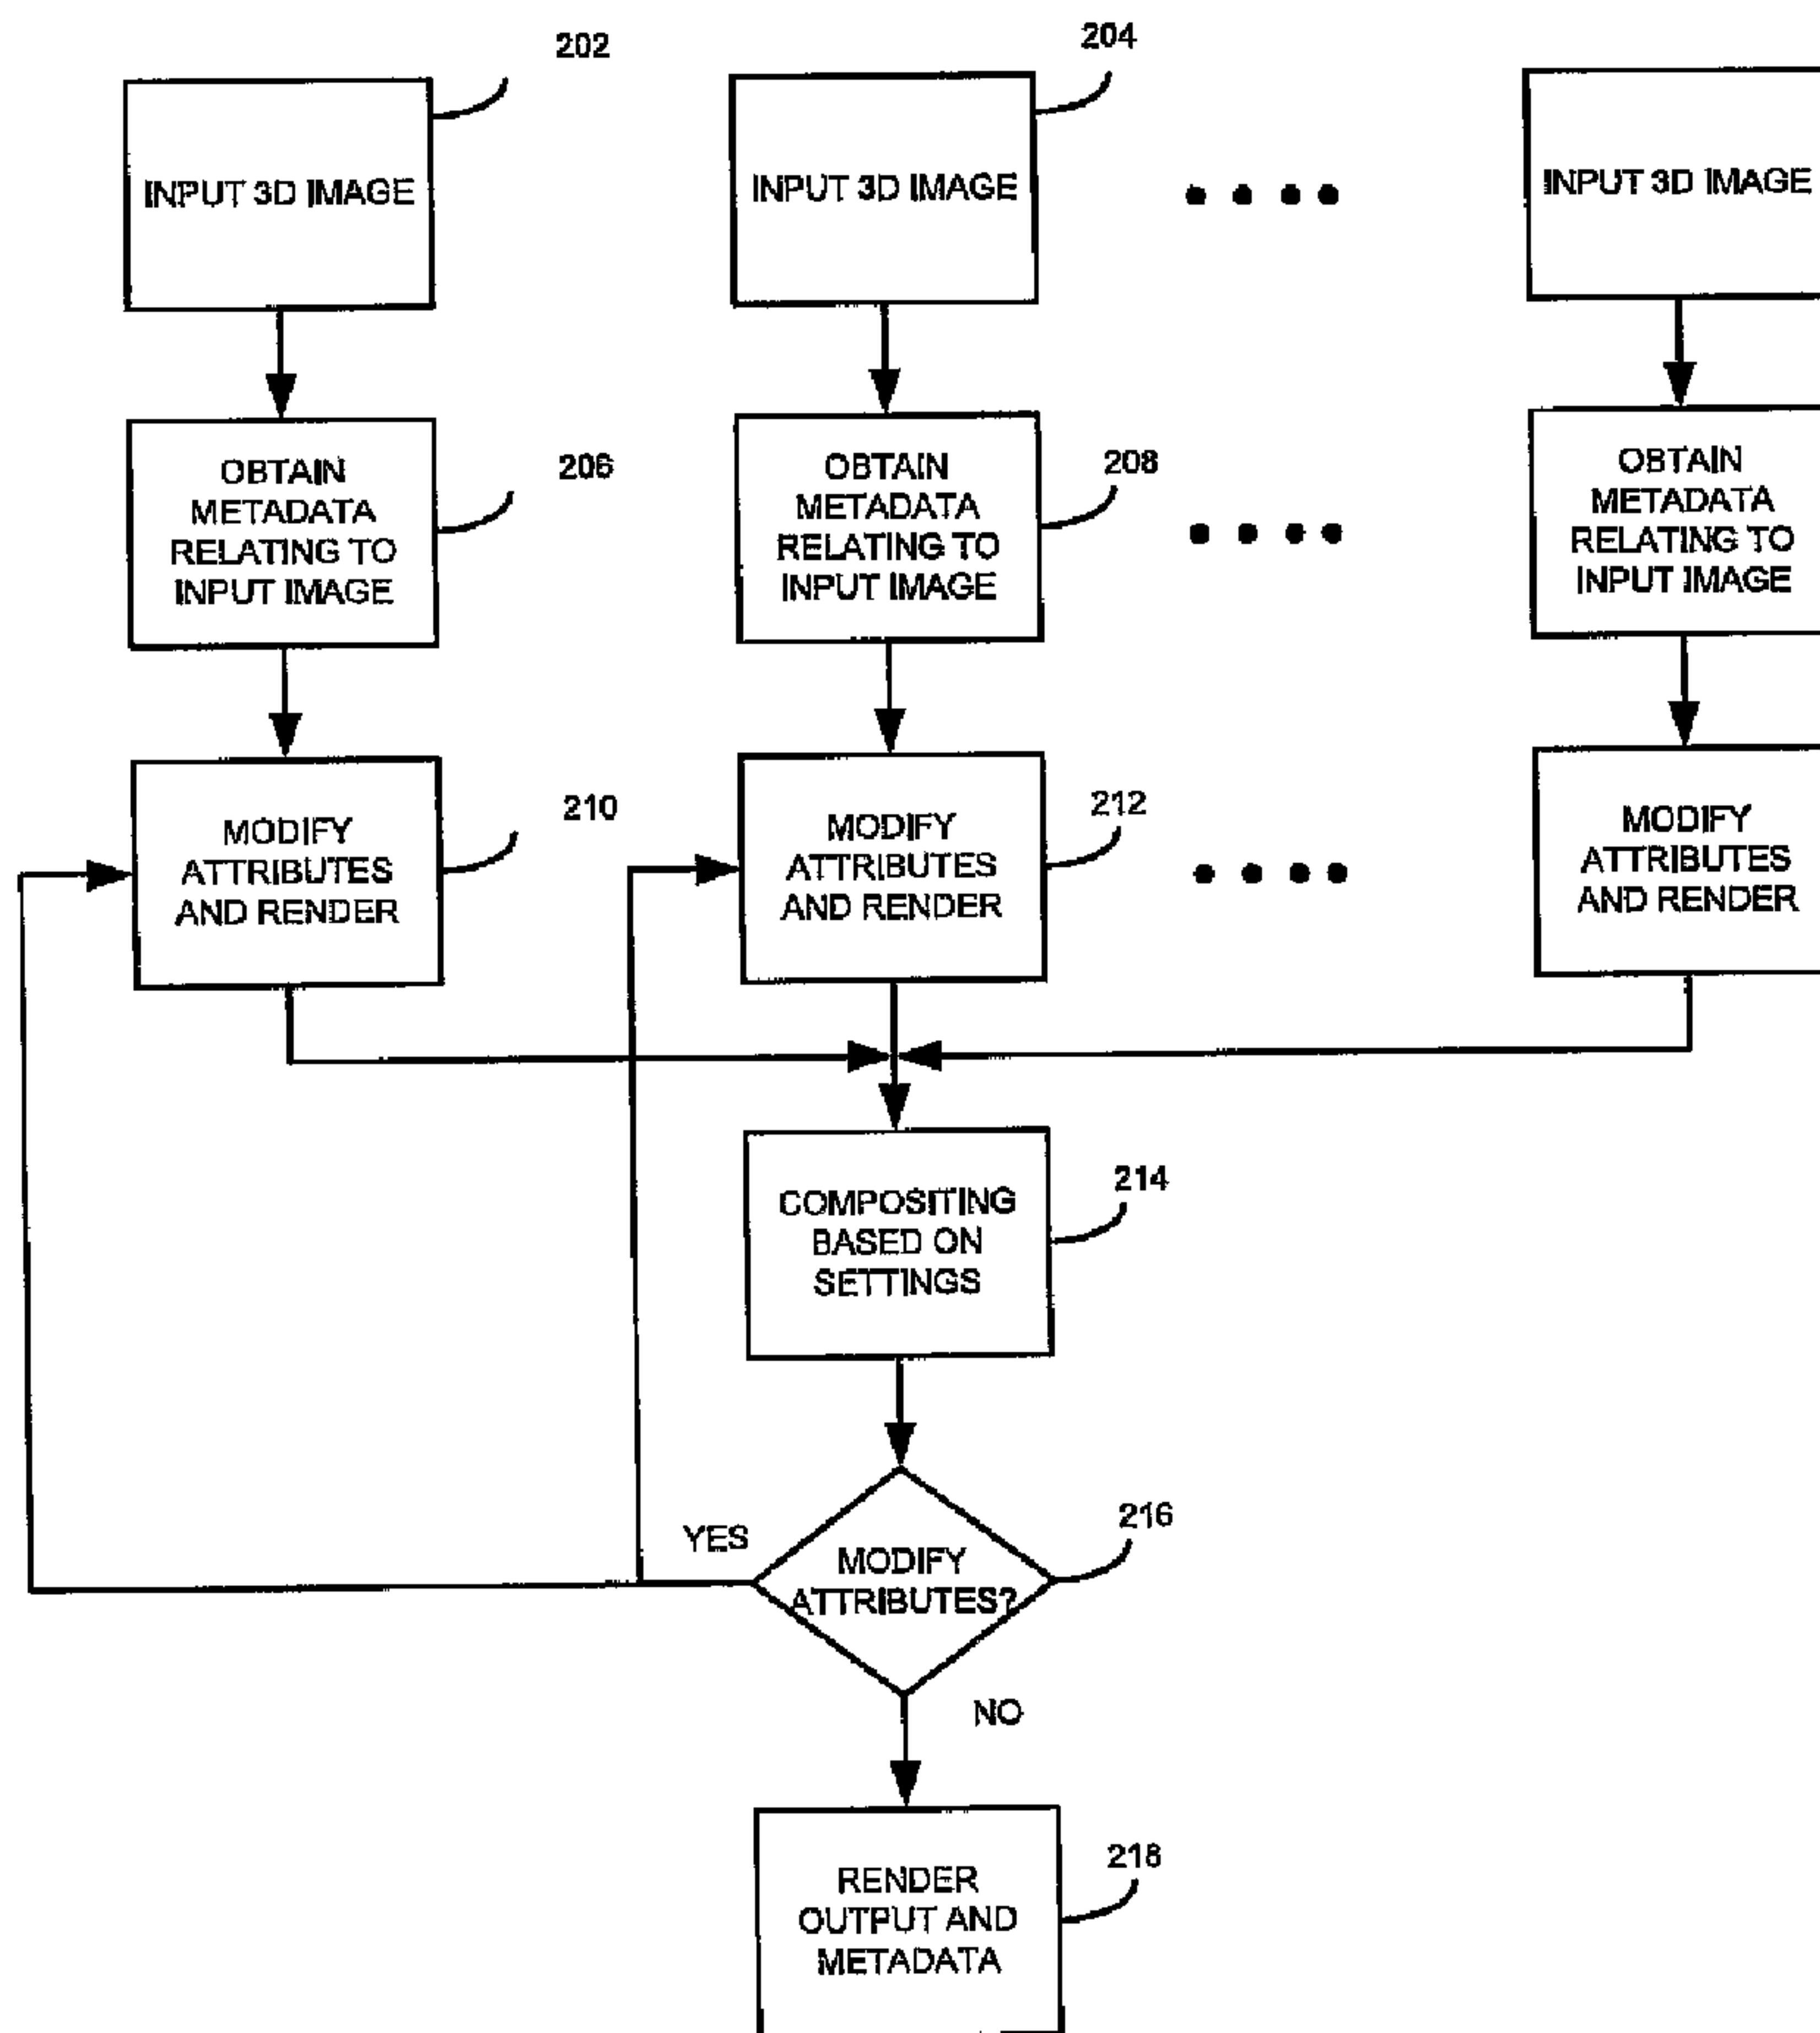 202
204
INPUT 3D IMAGE
INPUT 3D IMAGE
INPUT 3D IMAGE
206
208
OBTAIN
METADATA
RELATING TO
INPUT IMAGE
OBTAIN
METADATA
RELATING TO
INPUT IMAGE
OBTAIN
METADATA
RELATING TO
INPUT IMAGE
210
212
MODIFY
ATTRIBUTES
AND RENDER
MODIFY
ATTRIBUTES
AND RENDER
MODIFY
ATTRIBUTES
AND RENDER
214
COMPOSITING
BASED ON
SETTINGS
216
YES
MODIFY
ATTRIBUTES?
NO
218
RENDER
OUTPUT AND
METADATA